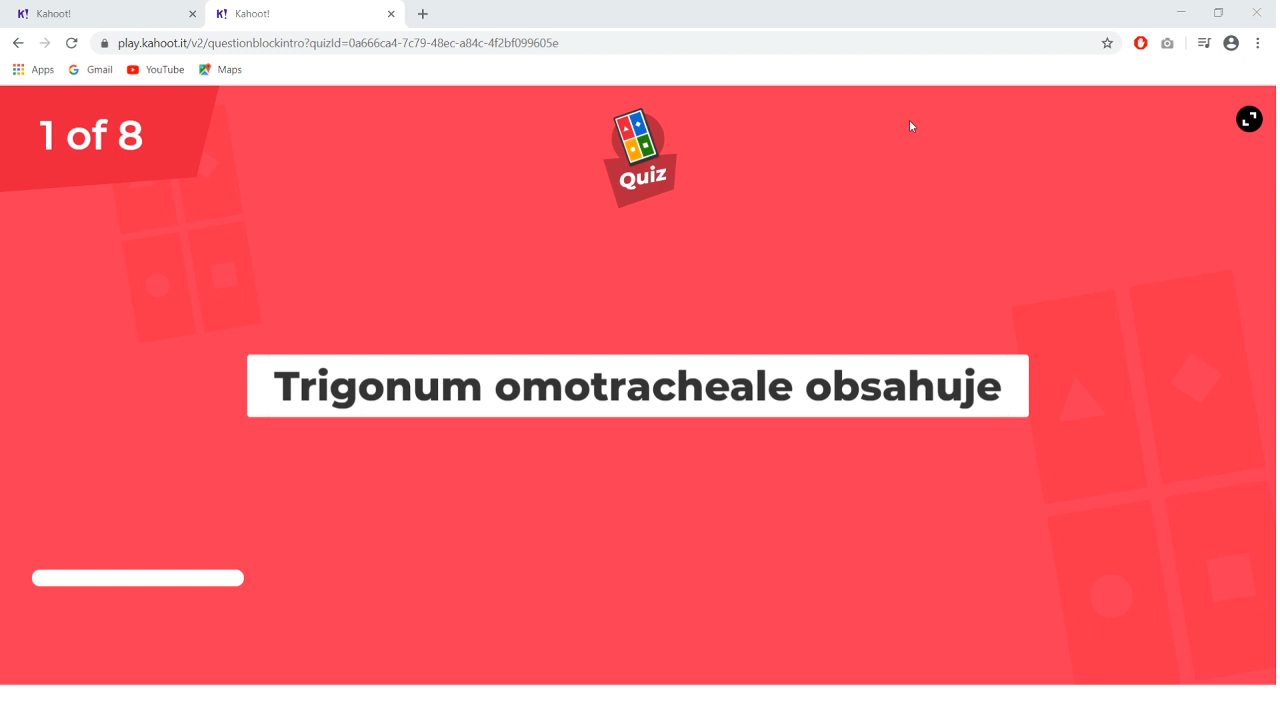 Kahoot!
Kahoot!
play.kahoot.it/v2/questionblockintro?quizId=0a666ca4-7c79-48ec-a84c-4f2bf099605e
Apps Gmail YouTube Maps
1 of 8
Quiz
Trigonum omotracheale obsahuje